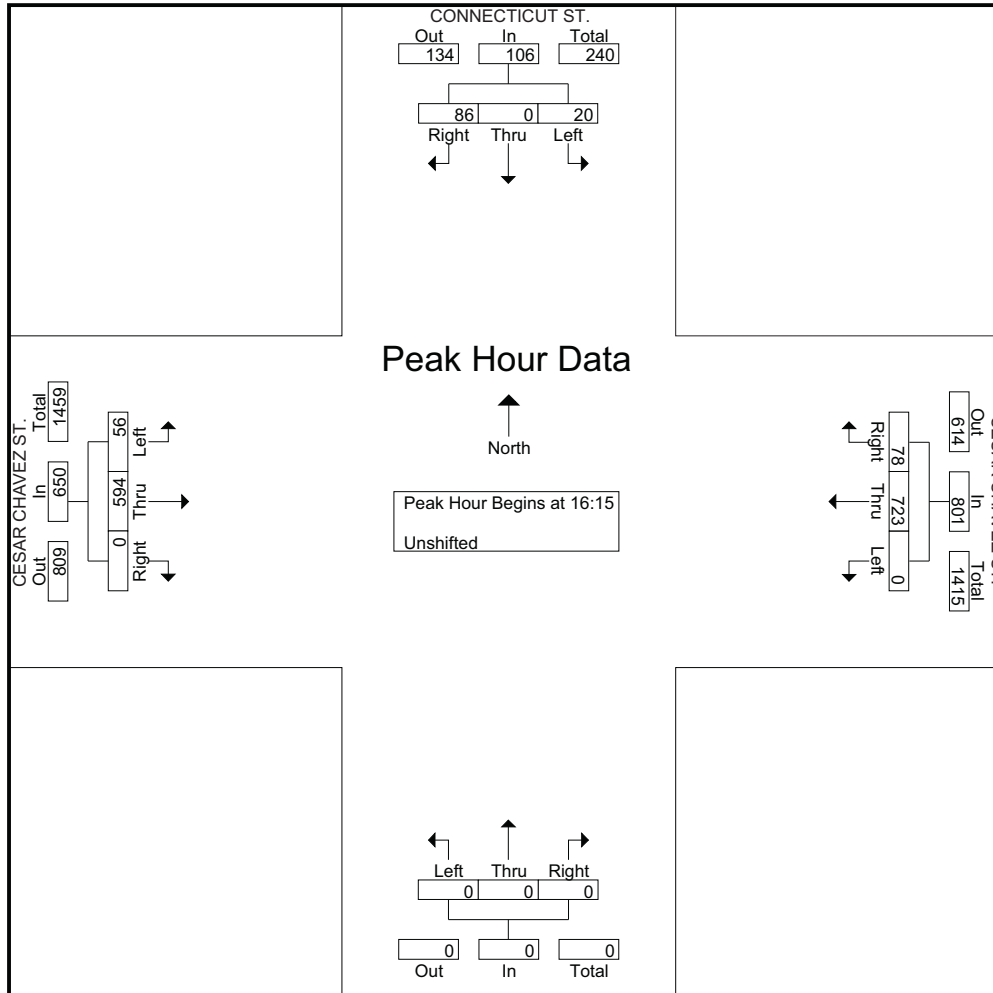 CONNECTICUT ST.
Out In Total
134 106 240
86 0 20
Right Thru Left
Peak Hour Data
North
Peak Hour Begins at 16:15
Unshifted
CESAR CHAVEZ ST.
Total In Out
1459 650 809
56 594 0
Left Thru Right
Out In Total
614 801 1415
78 723 0
Right Thru Left
Left Thru Right
0 0 0
0 0 0
Out In Total